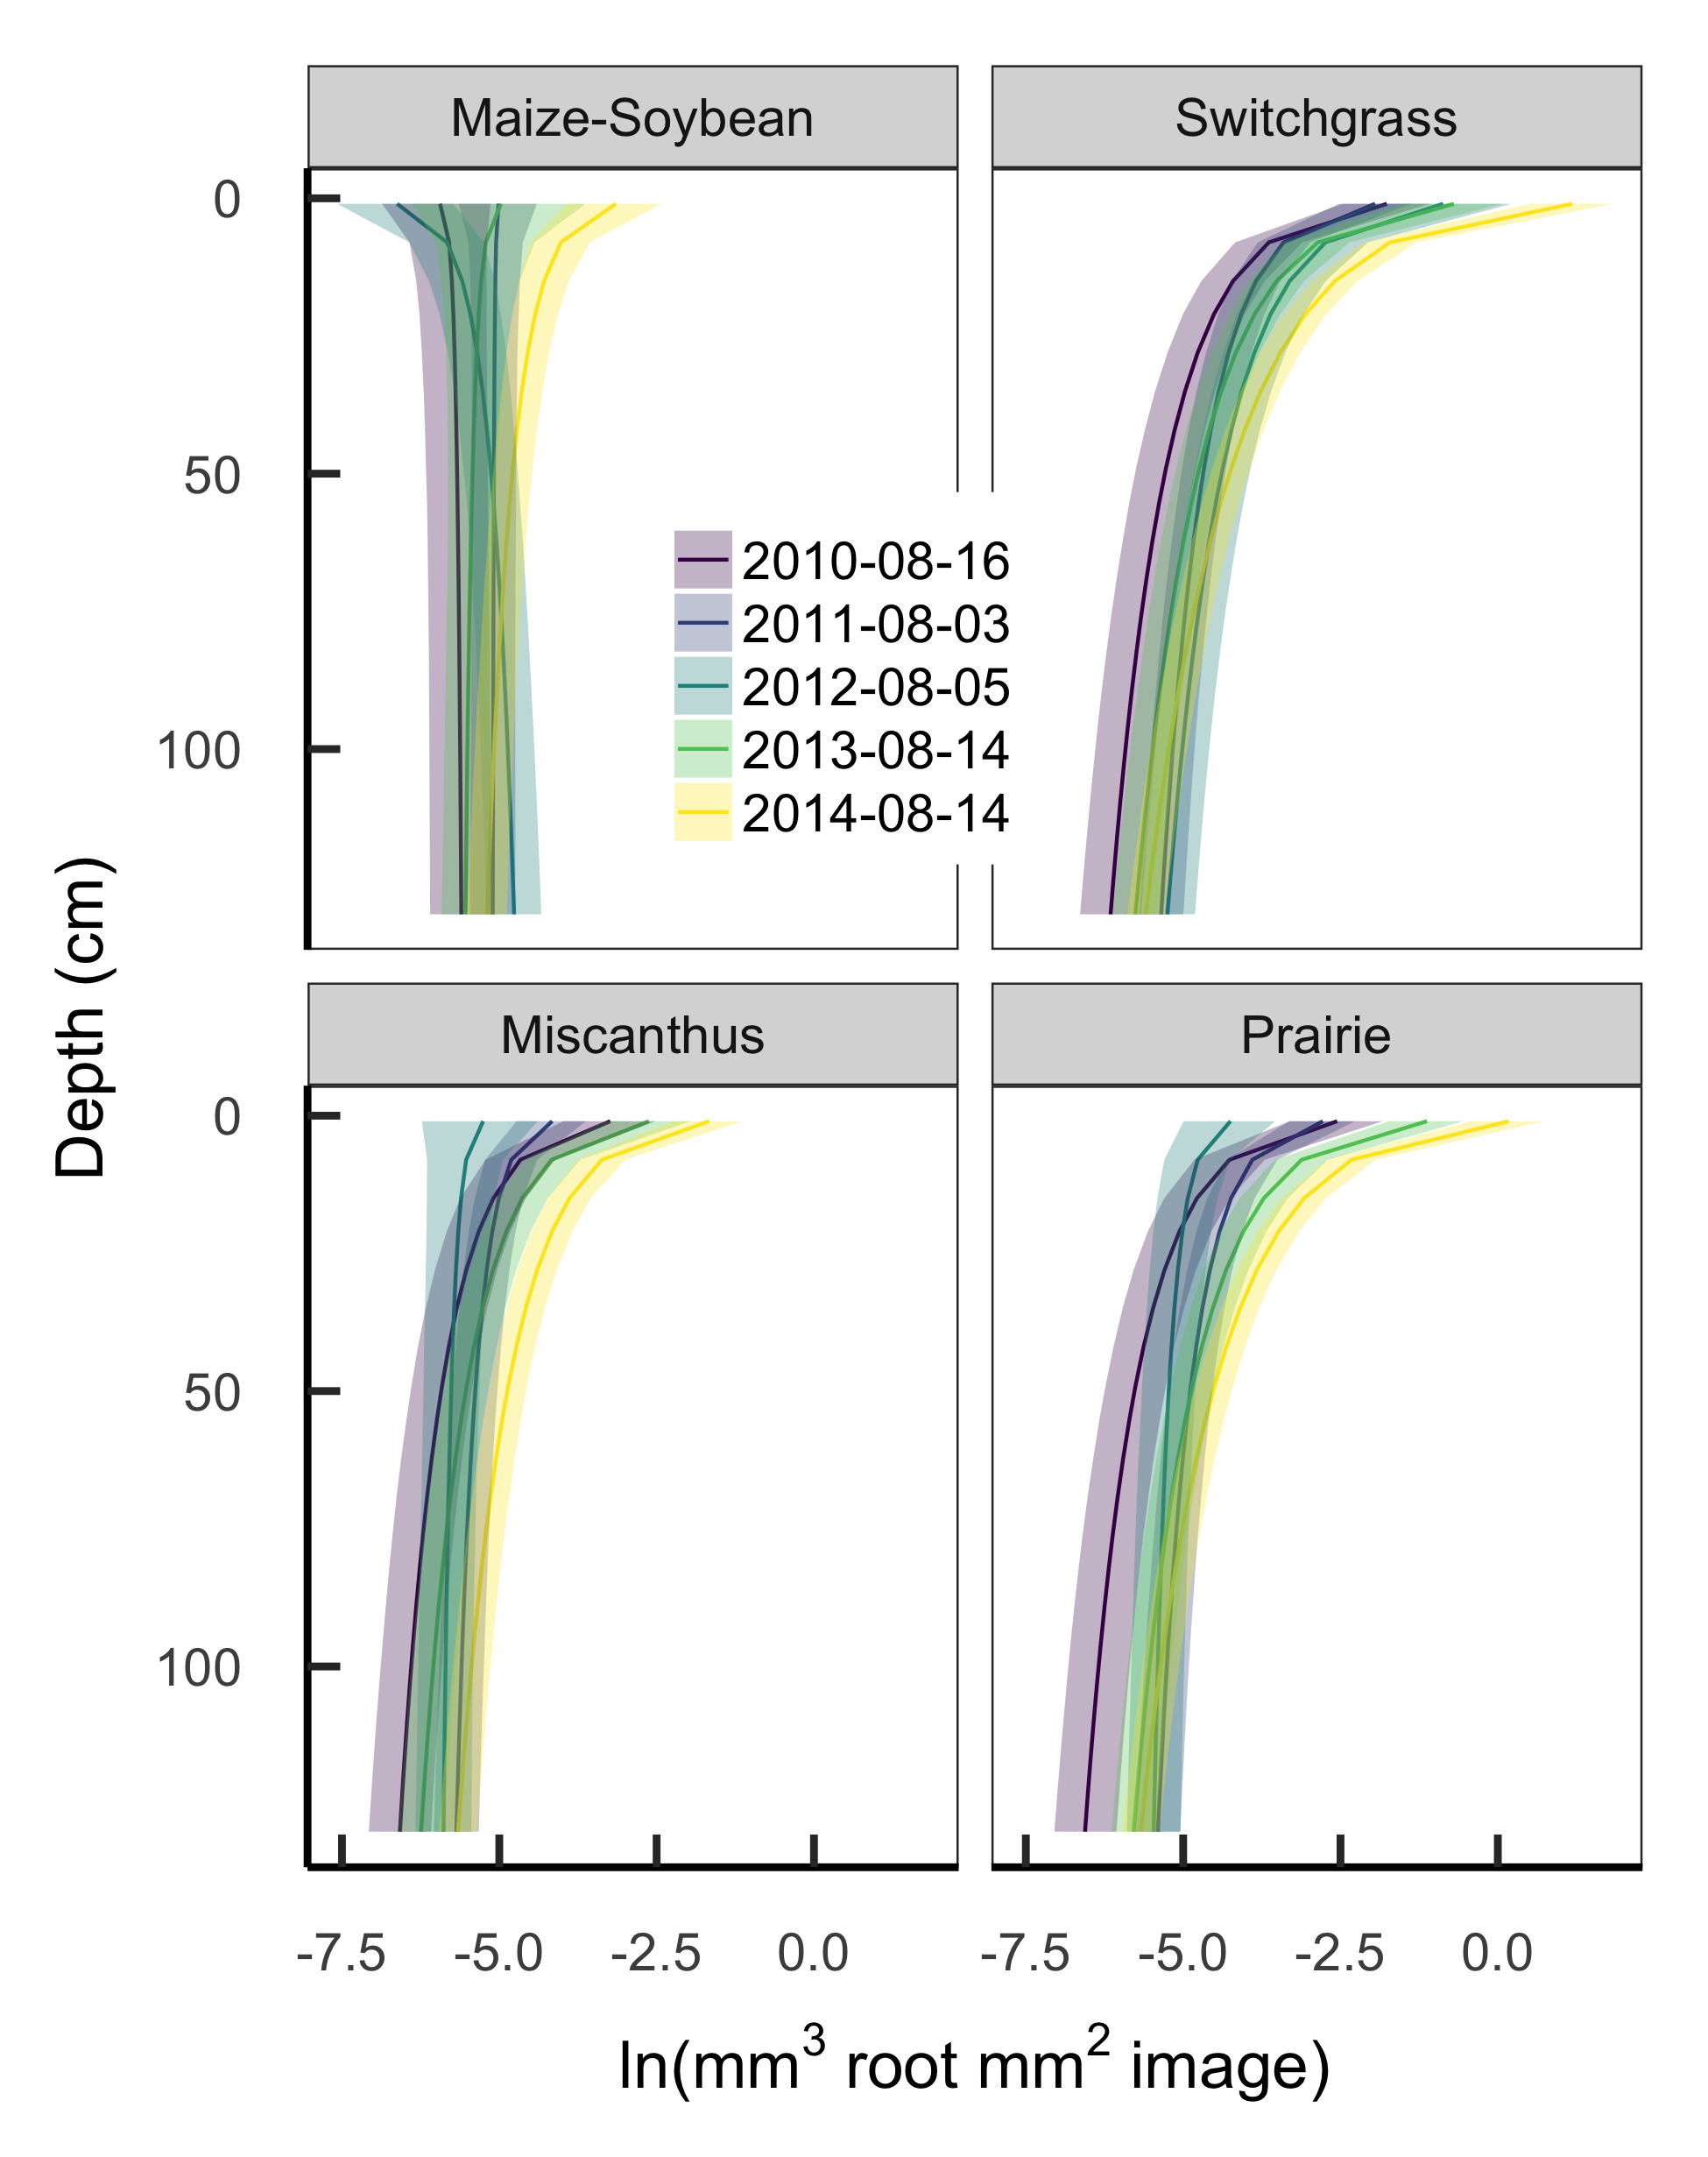 Maize-Soybean
Switchgrass
0
50
100
2010-08-16
2011-08-03
2012-08-05
2013-08-14
2014-08-14
Depth (cm)
Miscanthus
Prairie
0
50
100
-7.5 -5.0 -2.5 0.0
-7.5 -5.0 -2.5 0.0
ln(mm³ root mm² image)